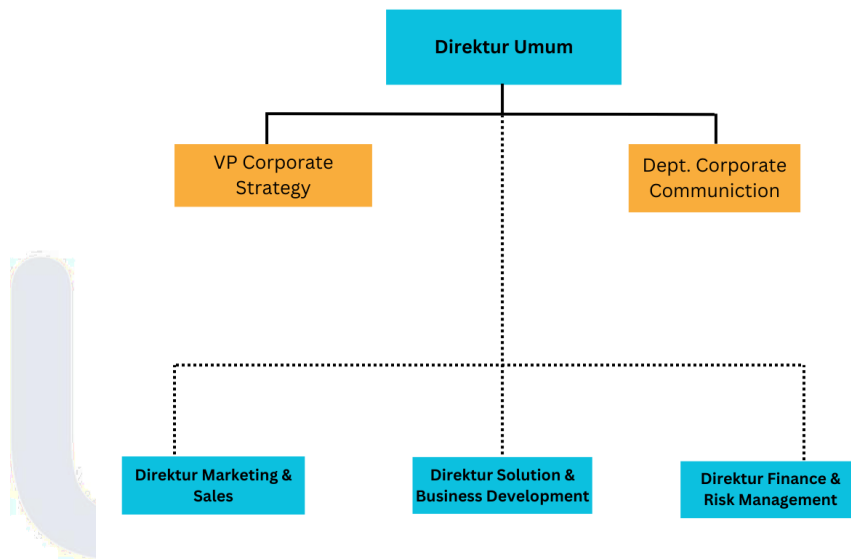 Direktur Umum
VP Corporate
Strategy
Dept. Corporate
Communiction
Direktur Marketing &
Sales
Direktur Solution &
Business Development
Direktur Finance &
Risk Management